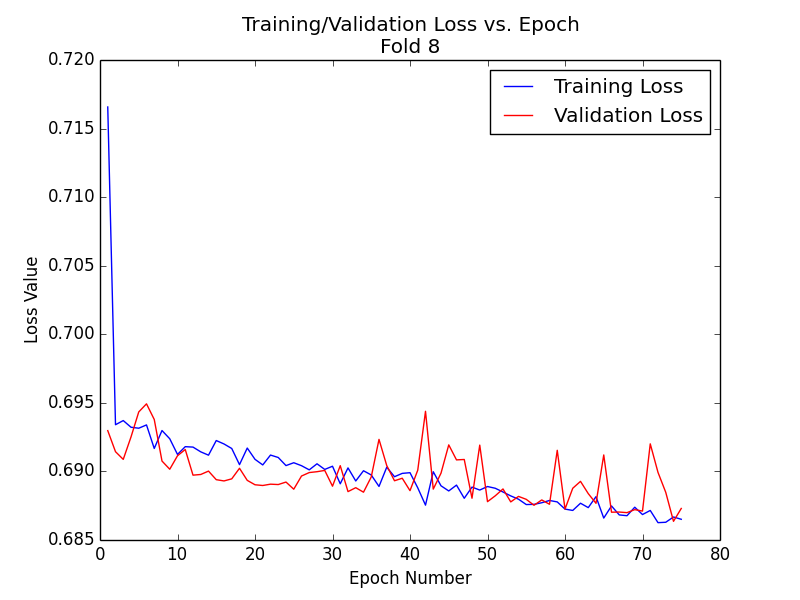 Training/Validation Loss vs. Epoch
Fold 8
0.720
0.715
0.710
0.705
0.700
0.695
0.690
0.685
Loss Value
Training Loss
Validation Loss
0 10 20 30 40 50 60 70 80
Epoch Number